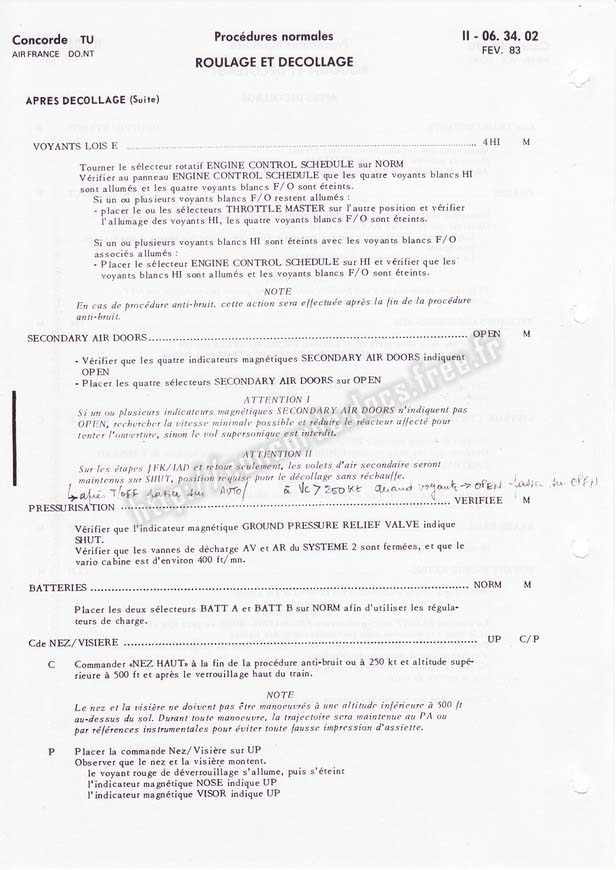 Concorde TU
AIR FRANCE DO.NT
Procédures normales
ROULAGE ET DECOLLAGE
II - 06. 34. 02
FEV. 83
APRES DECOLLAGE (Suite)
VOYANTS LOIS E ........ 4 HI M
Tourner le sélecteur rotatif ENGINE CONTROL SCHEDULE sur NORM
Vérifier au panneau ENGINE CONTROL SCHEDULE que les quatre voyants blancs HI
sont allumés et les quatre voyants blancs F/O sont éteints.
Si un ou plusieurs voyants blancs F/O restent allumés :
- placer le ou les sélecteurs THROTTLE MASTER sur l'autre position et vérifier
l'allumage des voyants HI, les quatre voyants blancs F/O sont éteints.
Si un ou plusieurs voyants blancs HI sont éteints avec les voyants blancs F/O
associés allumés :
- Placer le sélecteur ENGINE CONTROL SCHEDULE sur HI et vérifier que les
voyants blancs HI sont allumés et les voyants blancs F/O sont éteints.
NOTE
En cas de procédure anti-bruit, cette action sera effectuée après la fin de la procédure
anti-bruit.
SECONDARY AIR DOORS ........ OPEN M
- Vérifier que les quatre indicateurs magnétiques SECONDARY AIR DOORS indiquent
OPEN
- Placer les quatre sélecteurs SECONDARY AIR DOORS sur OPEN
ATTENTION I
Si un ou plusieurs indicateurs magnétiques SECONDARY AIR DOORS n'indiquent pas
OPEN, rechercher la vitesse minimale possible et réduire le réacteur affecté pour
tenter l'ouverture, sinon le vol supersonique est interdit.
ATTENTION II
Sur les étapes JFK/IAD et retour seulement, les volets d'air secondaire seront
maintenus sur SHUT, position requise pour le décollage sans réchauffe.
↳ après T/OFF sur AUTO/ à VC > 250 Kt quand voyants → OPEN sur OPEN
PRESSURISATION ........ VERIFIEE M
Vérifier que l'indicateur magnétique GROUND PRESSURE RELIEF VALVE indique
SHUT.
Vérifier que les vannes de décharge AV et AR du SYSTEME 2 sont fermées, et que le
vario cabine est d'environ 400 ft/mn.
BATTERIES ........ NORM M
Placer les deux sélecteurs BATT A et BATT B sur NORM afin d'utiliser les régula-
teurs de charge.
Cde NEZ/VISIERE ........ UP C/P
C Commander «NEZ HAUT» à la fin de la procédure anti-bruit ou à 250 kt et altitude supé-
rieure à 500 ft et après le verrouillage haut du train.
NOTE
Le nez et la visière ne doivent pas être manoeuvrés à une altitude inférieure à 500 ft
au-dessus du sol. Durant toute manoeuvre, la trajectoire sera maintenue au PA ou
par références instrumentales pour éviter toute fausse impression d'assiette.
P Placer la commande Nez/Visière sur UP
Observer que le nez et la visière montent.
le voyant rouge de déverrouillage s'allume, puis s'éteint
l'indicateur magnétique NOSE indique UP
l'indicateur magnétique VISOR indique UP